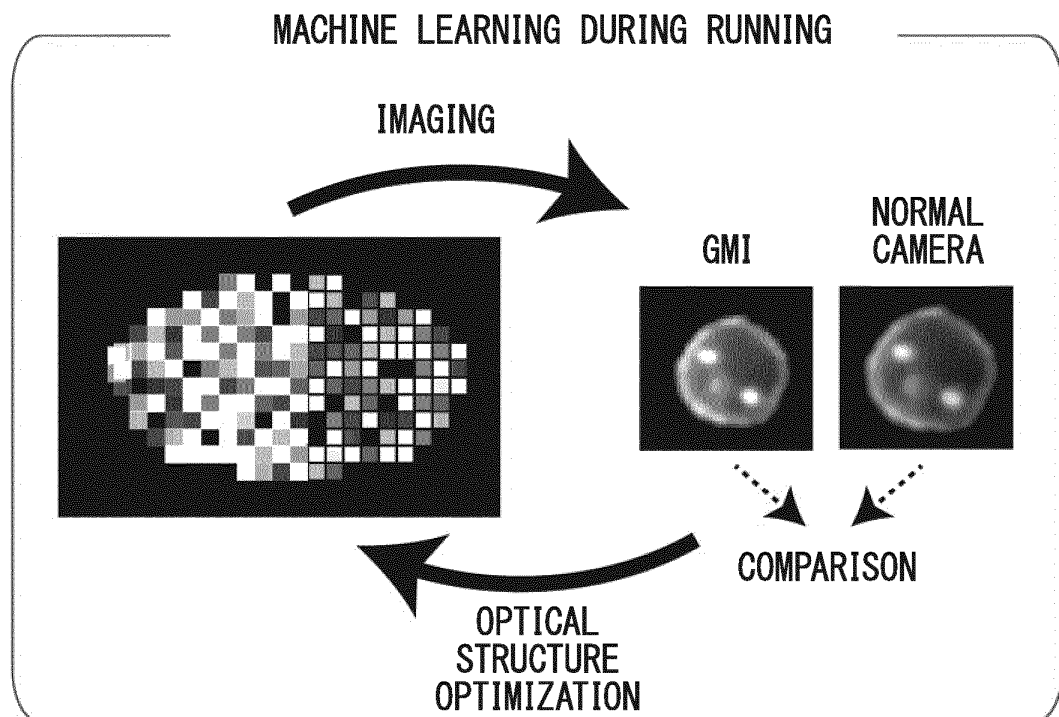 MACHINE LEARNING DURING RUNNING
IMAGING
GMI
NORMAL
CAMERA
COMPARISON
OPTICAL
STRUCTURE
OPTIMIZATION